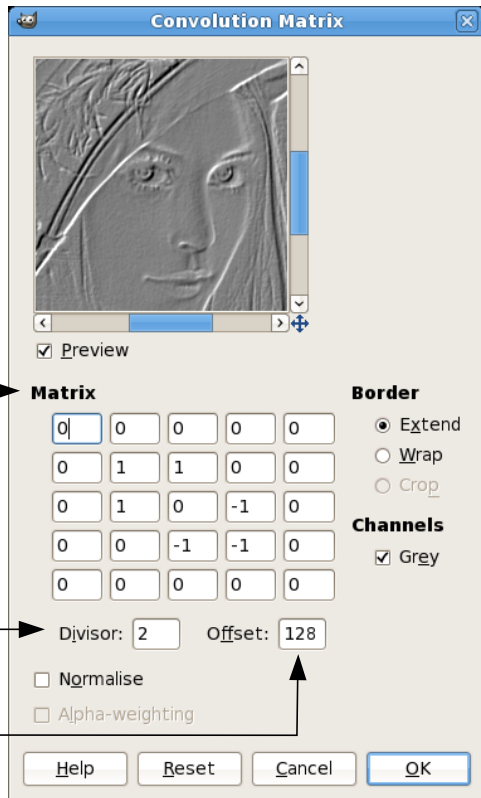 Convolution Matrix
Preview
Matrix
0 0 0 0 0
0 1 1 0 0
0 1 0 -1 0
0 0 -1 -1 0
0 0 0 0 0
Border
Extend
Wrap
Crop
Channels
Grey
Divisor: 2 Offset: 128
Normalise
Alpha-weighting
Help Reset Cancel OK